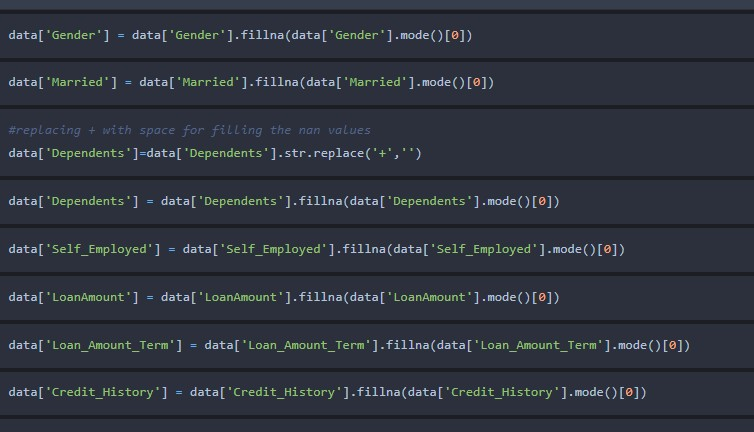 data['Gender'] = data['Gender'].fillna(data['Gender'].mode()[0])
data['Married'] = data['Married'].fillna(data['Married'].mode()[0])
#replacing + with space for filling the nan values
data['Dependents']=data['Dependents'].str.replace('+','')
data['Dependents'] = data['Dependents'].fillna(data['Dependents'].mode()[0])
data['Self_Employed'] = data['Self_Employed'].fillna(data['Self_Employed'].mode()[0])
data['LoanAmount'] = data['LoanAmount'].fillna(data['LoanAmount'].mode()[0])
data['Loan_Amount_Term'] = data['Loan_Amount_Term'].fillna(data['Loan_Amount_Term'].mode()[0])
data['Credit_History'] = data['Credit_History'].fillna(data['Credit_History'].mode()[0])